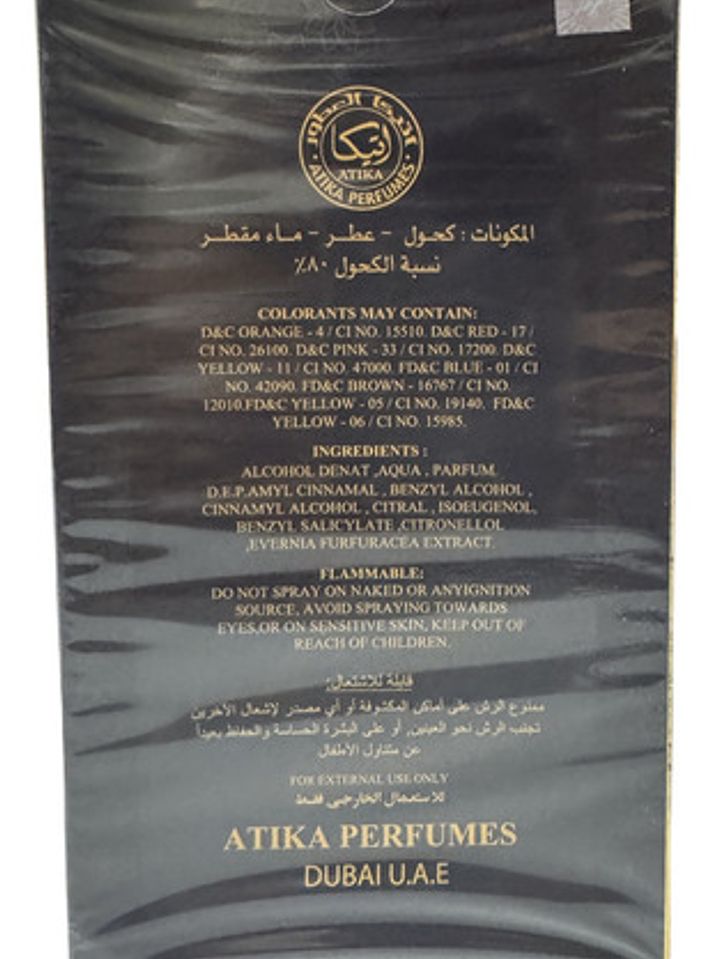 اتيكا للعطور
اتيكا
ATIKA
ATIKA PERFUMES
المكونات : كحول - عطر - ماء مقطر
نسبة الكحول ٨٠٪
COLORANTS MAY CONTAIN:
D&C ORANGE - 4 / CI NO. 15510. D&C RED - 17 /
CI NO. 26100. D&C PINK - 33 / CI NO. 17200. D&C
YELLOW - 11 / CI NO. 47000. FD&C BLUE - 01 / CI
NO. 42090. FD&C BROWN - 16767 / CI NO.
12010.FD&C YELLOW - 05 / CI NO. 19140. FD&C
YELLOW - 06 / CI NO. 15985.
INGREDIENTS :
ALCOHOL DENAT ,AQUA , PARFUM.
D.E.P.AMYL CINNAMAL , BENZYL ALCOHOL ,
CINNAMYL ALCOHOL , CITRAL , ISOEUGENOL,
BENZYL SALICYLATE ,CITRONELLOL
,EVERNIA FURFURACEA EXTRACT.
FLAMMABLE:
DO NOT SPRAY ON NAKED OR ANYIGNITION
SOURCE, AVOID SPRAYING TOWARDS
EYES,OR ON SENSITIVE SKIN, KEEP OUT OF
REACH OF CHILDREN.
قابلة للاشتعال:
ممنوع الرش على أماكن المكشوفة أو أي مصدر لإشعال الآخرين
تجنب الرش نحو العينين, أو على البشرة الحساسة والحفاظ بعيداً
عن متناول الأطفال
FOR EXTERNAL USE ONLY
للاستعمال الخارجي فقط
ATIKA PERFUMES
DUBAI U.A.E